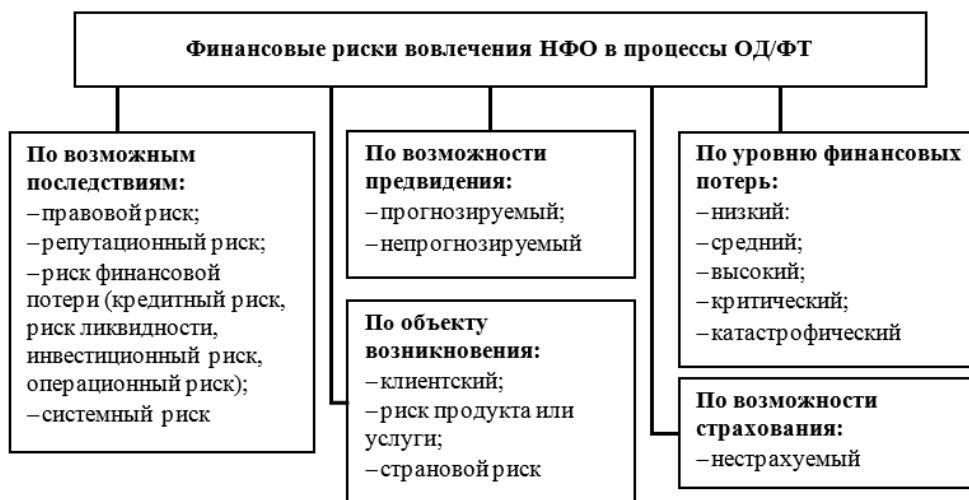 Финансовые риски вовлечения НФО в процессы ОД/ФТ
По возможным
последствиям:
–правовой риск;
–репутационный риск;
–риск финансовой
потери (кредитный риск,
риск ликвидности,
инвестиционный риск,
операционный риск);
–системный риск
По возможности
предвидения:
–прогнозируемый;
–непрогнозируемый
По объекту
возникновения:
–клиентский;
–риск продукта или
услуги;
–страновой риск
По уровню финансовых
потерь:
–низкий:
–средний;
–высокий;
–критический;
–катастрофический
По возможности
страхования:
–нестрахуемый